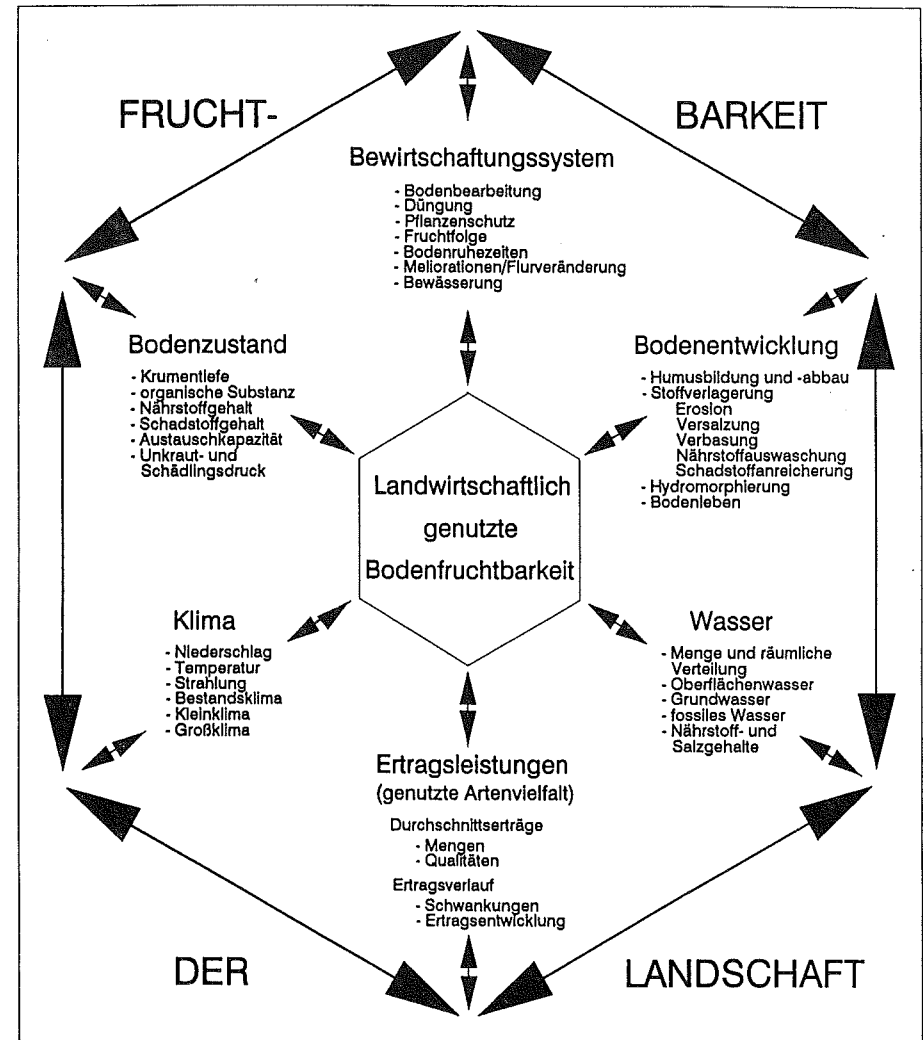 FRUCHT-
BARKEIT
Bewirtschaftungssystem
- Bodenbearbeitung
- Düngung
- Pflanzenschutz
- Fruchtfolge
- Bodenruhezeiten
- Meliorationen/Flurveränderung
- Bewässerung
Bodenzustand
- Krumentiefe
- organische Substanz
- Nährstoffgehalt
- Schadstoffgehalt
- Austauschkapazität
- Unkraut- und
Schädlingsdruck
Bodenentwicklung
- Humusbildung und -abbau
- Stoffverlagerung
Erosion
Versalzung
Verbasung
Nährstoffauswaschung
Schadstoffanreicherung
- Hydromorphierung
- Bodenleben
Landwirtschaftlich
genutzte
Bodenfruchtbarkeit
Klima
- Niederschlag
- Temperatur
- Strahlung
- Bestandsklima
- Kleinklima
- Großklima
Wasser
- Menge und räumliche
Verteilung
- Oberflächenwasser
- Grundwasser
- fossiles Wasser
- Nährstoff- und
Salzgehalte
Ertragsleistungen
(genutzte Artenvielfalt)
Durchschnittserträge
- Mengen
- Qualitäten
Ertragsverlauf
- Schwankungen
- Ertragsentwicklung
DER
LANDSCHAFT